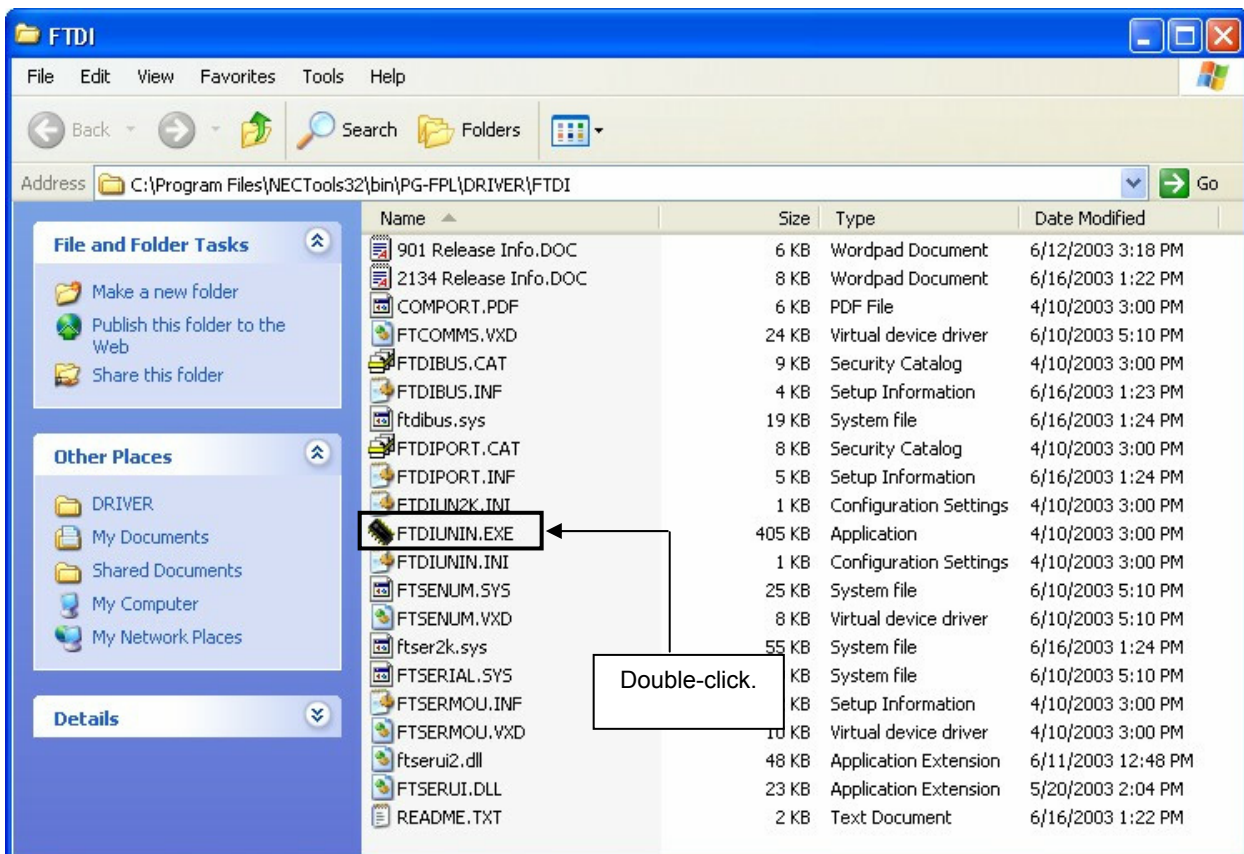 FTDI
File Edit View Favorites Tools Help
Back Search Folders
Address C:\Program Files\NECTools32\bin\PG-FPL\DRIVER\FTDI Go
File and Folder Tasks
Make a new folder
Publish this folder to the
Web
Share this folder
Other Places
DRIVER
My Documents
Shared Documents
My Computer
My Network Places
Details
Name Size Type Date Modified
901 Release Info.DOC 6 KB Wordpad Document 6/12/2003 3:18 PM
2134 Release Info.DOC 8 KB Wordpad Document 6/16/2003 1:22 PM
COMPORT.PDF 6 KB PDF File 4/10/2003 3:00 PM
FTCOMMS.VXD 24 KB Virtual device driver 6/10/2003 5:10 PM
FTDIBUS.CAT 9 KB Security Catalog 4/10/2003 3:00 PM
FTDIBUS.INF 4 KB Setup Information 6/16/2003 1:23 PM
ftdibus.sys 19 KB System file 6/16/2003 1:24 PM
FTDIPORT.CAT 8 KB Security Catalog 4/10/2003 3:00 PM
FTDIPORT.INF 5 KB Setup Information 6/16/2003 1:24 PM
FTDIUN2K.INI 1 KB Configuration Settings 4/10/2003 3:00 PM
FTDIUNIN.EXE 405 KB Application 4/10/2003 3:00 PM
FTDIUNIN.INI 1 KB Configuration Settings 4/10/2003 3:00 PM
FTSENUM.SYS 25 KB System file 6/10/2003 5:10 PM
FTSENUM.VXD 8 KB Virtual device driver 6/10/2003 5:10 PM
ftser2k.sys 55 KB System file 6/16/2003 1:24 PM
FTSERIAL.SYS KB System file 6/10/2003 5:10 PM
Double-click.
FTSERMOU.INF KB Setup Information 4/10/2003 3:00 PM
FTSERMOU.VXD 10 KB Virtual device driver 4/10/2003 3:00 PM
ftserui2.dll 48 KB Application Extension 6/11/2003 12:48 PM
FTSERUI.DLL 23 KB Application Extension 5/20/2003 2:04 PM
README.TXT 2 KB Text Document 6/16/2003 1:22 PM